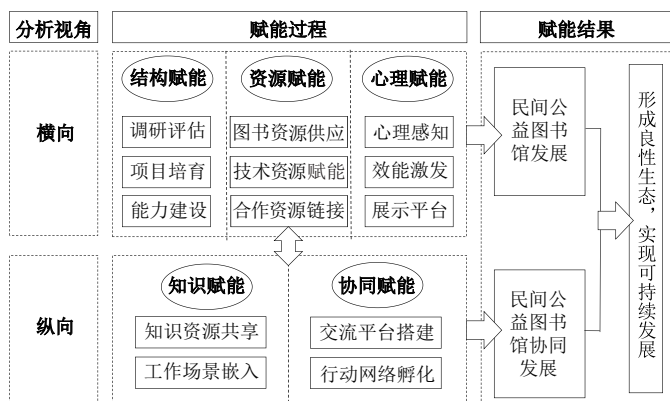 分析视角
赋能过程
赋能结果
横向
结构赋能
资源赋能
心理赋能
调研评估
图书资源供应
心理感知
项目培育
技术资源赋能
效能激发
能力建设
合作资源链接
展示平台
民间公
益图书
馆发展
形成良性生态，实现可持续发展
纵向
知识赋能
协同赋能
知识资源共享
交流平台搭建
工作场景嵌入
行动网络孵化
民间公
益图书
馆协同
发展